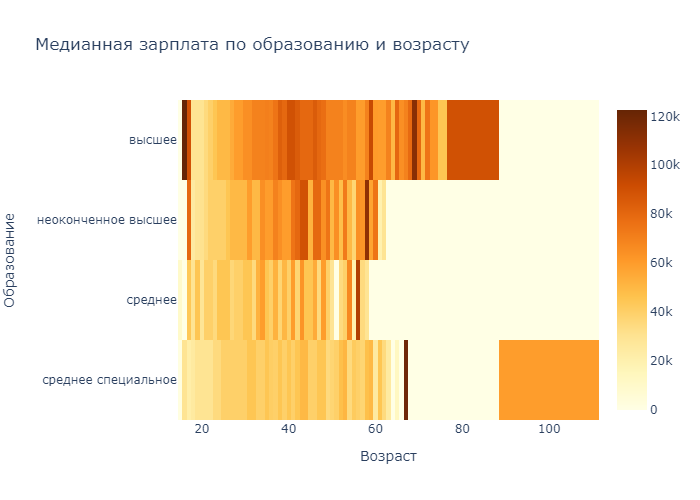 Медианная зарплата по образованию и возрасту
Образование
высшее
неоконченное высшее
среднее
среднее специальное
20 40 60 80 100
Возраст
120k
100k
80k
60k
40k
20k
0